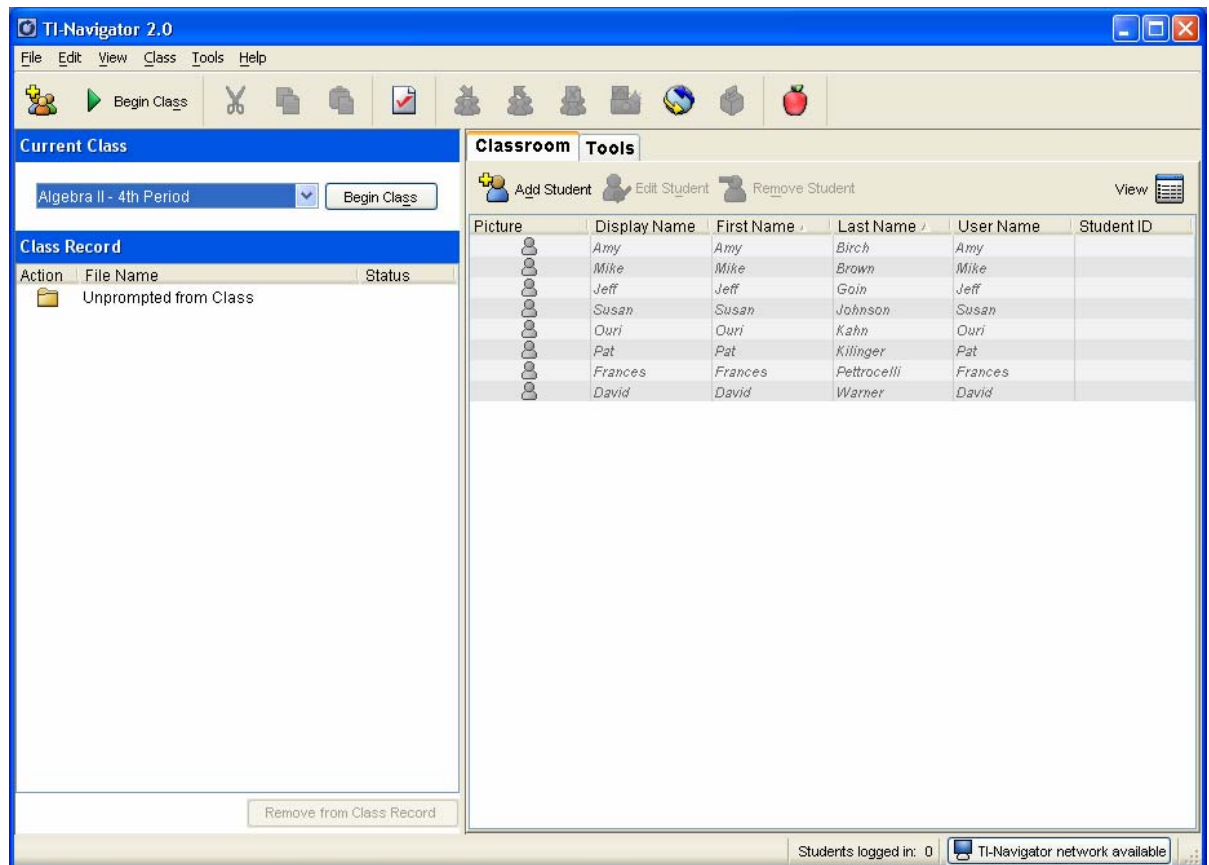 TI-Navigator 2.0
File Edit View Class Tools Help
Begin Class
Current Class
Algebra II - 4th Period Begin Class
Class Record
Action File Name Status
Unprompted from Class
Remove from Class Record
Classroom Tools
Add Student Edit Student Remove Student View
Picture Display Name First Name Last Name User Name Student ID
Amy Amy Birch Amy
Mike Mike Brown Mike
Jeff Jeff Goin Jeff
Susan Susan Johnson Susan
Ouri Ouri Kahn Ouri
Pat Pat Kilinger Pat
Frances Frances Pettrocelli Frances
David David Warner David
Students logged in: 0 TI-Navigator network available